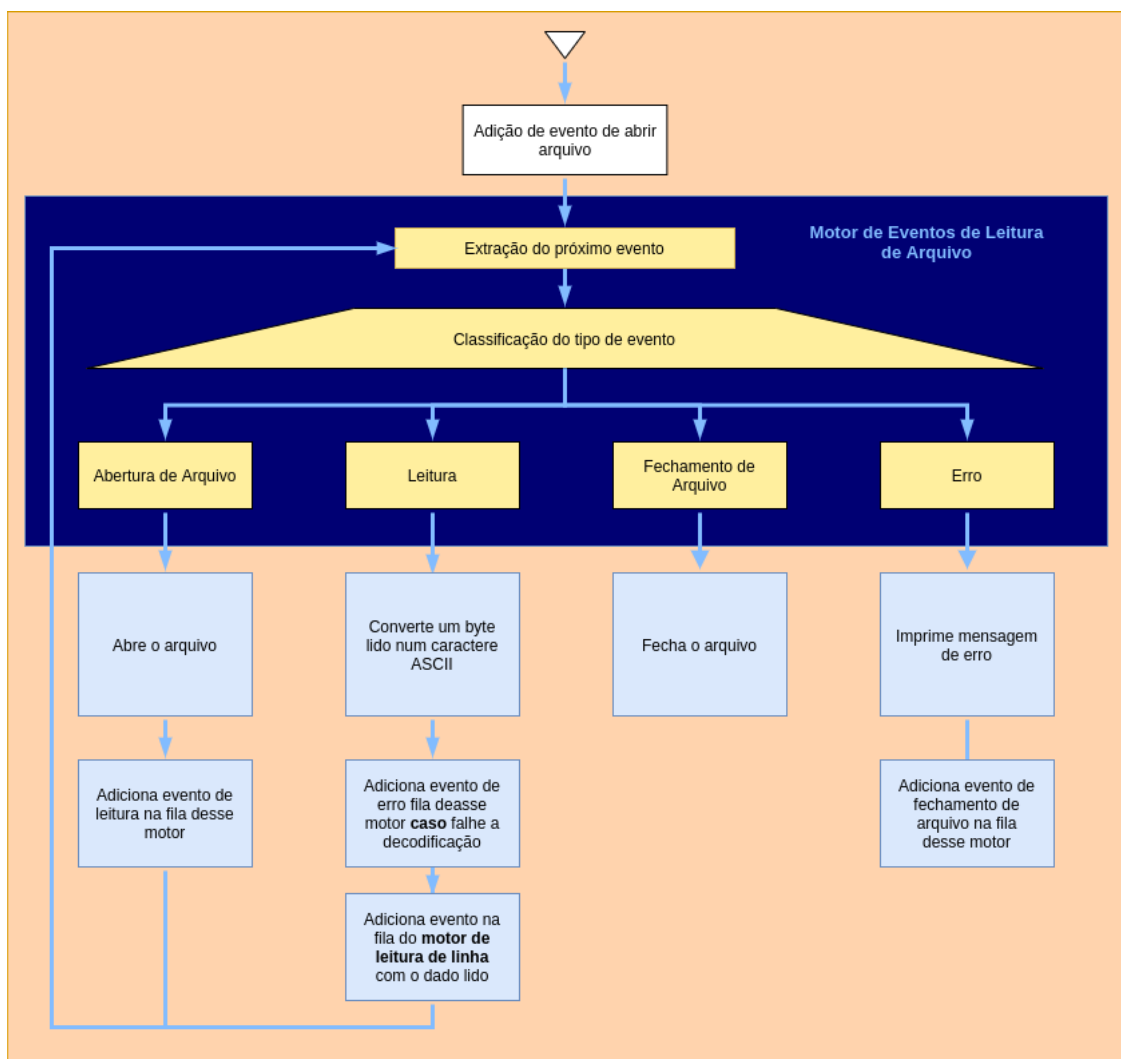 Adição de evento de abrir
arquivo
Motor de Eventos de Leitura
de Arquivo
Extração do próximo evento
Classificação do tipo de evento
Abertura de Arquivo
Leitura
Fechamento de
Arquivo
Erro
Abre o arquivo
Converte um byte
lido num caractere
ASCII
Fecha o arquivo
Imprime mensagem
de erro
Adiciona evento de
leitura na fila desse
motor
Adiciona evento de
erro fila deasse
motor caso falhe a
decodificação
Adiciona evento de
fechamento de
arquivo na fila
desse motor
Adiciona evento na
fila do motor de
leitura de linha
com o dado lido